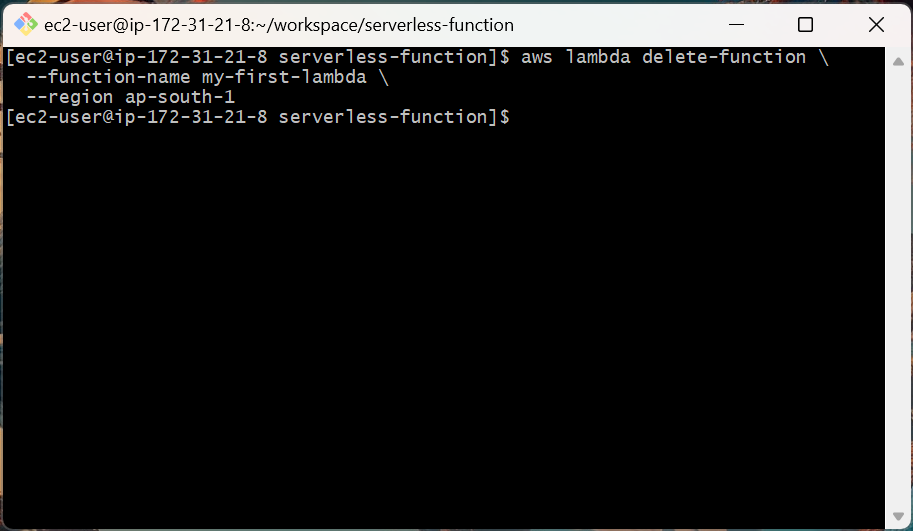 ec2-user@ip-172-31-21-8:~/workspace/serverless-function
[ec2-user@ip-172-31-21-8 serverless-function]$ aws lambda delete-function \
  --function-name my-first-lambda \
  --region ap-south-1
[ec2-user@ip-172-31-21-8 serverless-function]$